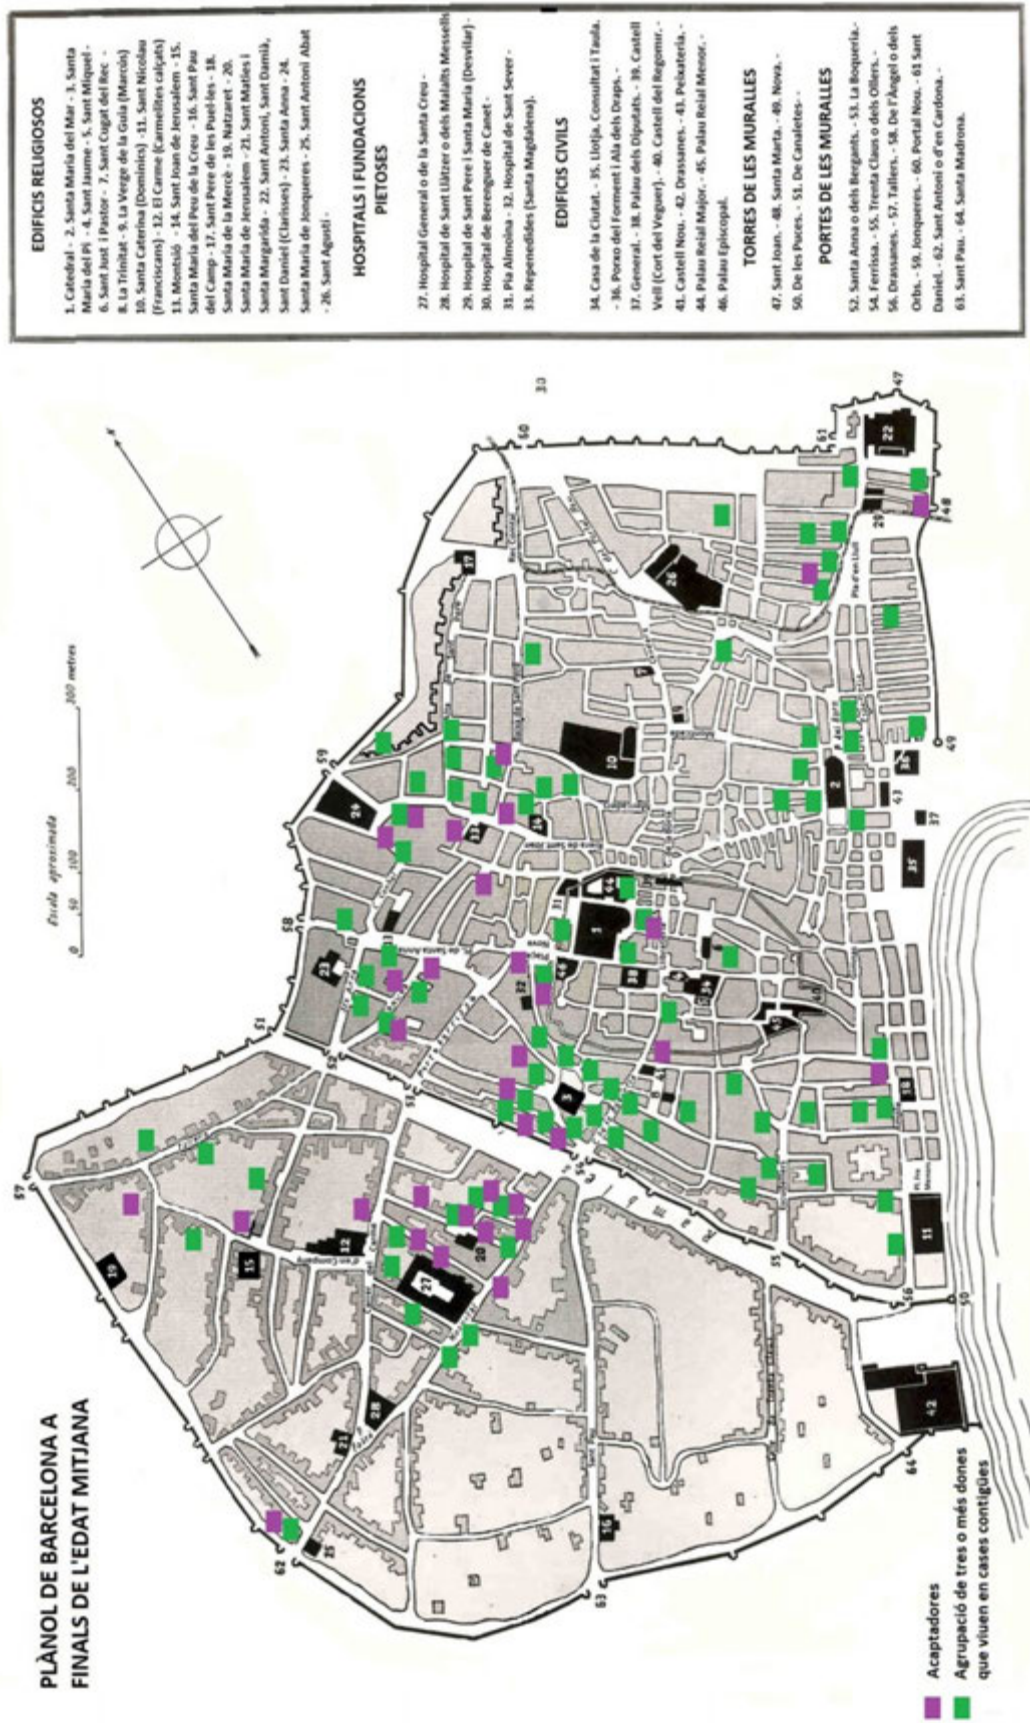 PLÀNOL DE BARCELONA A
FINALS DE L'EDAT MITJANA
Escala aproximada
0 50 100 200 300 metres
Acaptadores
Agrupació de tres o més dones
que viuen en cases contigües
EDIFICIS RELIGIOSOS
1. Catedral - 2. Santa Maria del Mar - 3. Santa
Maria del Pi - 4. Sant Jaume - 5. Sant Miquel -
6. Sant Just i Pastor - 7. Sant Cugat del Rec -
8. La Trinitat - 9. La Verge de la Guia (Marcús)
10. Santa Caterina (Dominics) -11. Sant Nicolau
(Franciscans) - 12. El Carme (Carmelites calçats)
13. Montsió - 14. Sant Joan de Jerusalem - 15.
Santa Maria del Peu de la Creu - 16. Sant Pau
del Camp - 17. Sant Pere de les Puel·les - 18.
Santa Maria de la Mercè - 19. Natzaret - 20.
Santa Maria de Jerusalem - 21. Sant Maties i
Santa Margarida - 22. Sant Antoni, Sant Damià,
Sant Daniel (Clarisses) - 23. Santa Anna - 24.
Santa Maria de Jonqueres - 25. Sant Antoni Abat
- 26. Sant Agustí -
HOSPITALS I FUNDACIONS
PIETOSES
27. Hospital General o de la Santa Creu -
28. Hospital de Sant Llàtzer o dels Malalts Messells
29. Hospital de Sant Pere i Santa Maria (Desvilar) -
30. Hospital de Berenguer de Canet -
31. Pia Almoina - 32. Hospital de Sant Sever -
33. Repenedides (Santa Magdalena).
EDIFICIS CIVILS
34. Casa de la Ciutat. - 35. Llotja, Consultat i Taula.
- 36. Porxo del Forment i Ala dels Draps. -
37. General. - 38. Palau dels Diputats. - 39. Castell
Vell (Cort del Veguer). - 40. Castell del Regomir. -
41. Castell Nou. - 42. Drassanes. - 43. Peixateria. -
44. Palau Reial Major. - 45. Palau Reial Menor. -
46. Palau Episcopal.
TORRES DE LES MURALLES
47. Sant Joan. - 48. Santa Marta. - 49. Nova. -
50. De les Puces. - 51. De Canaletes- -
PORTES DE LES MURALLES
52. Santa Anna o dels Bergants. - 53. La Boqueria.-
54. Ferrissa. - 55. Trenta Claus o dels Ollers. -
56. Drassannes. - 57. Tallers. - 58. De l'Àngel o dels
Orbs. - 59. Jonqueres. - 60. Portal Nou. - 61 Sant
Daniel. - 62. Sant Antoni o d'en Cardona. -
63. Sant Pau. - 64. Santa Madrona.